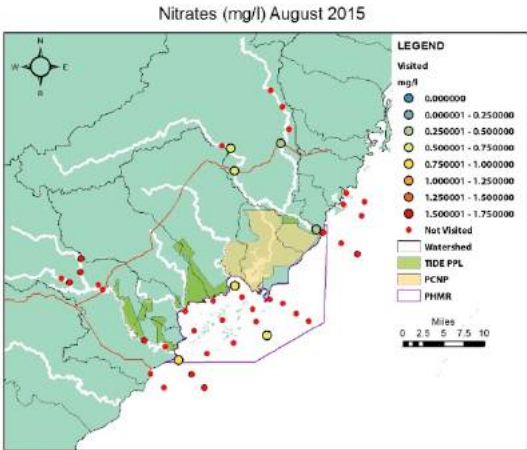 Nitrates (mg/l) August 2015
N
W E
S
LEGEND
Visited
mg/l
0.000000
0.000001 - 0.250000
0.250001 - 0.500000
0.500001 - 0.750000
0.750001 - 1.000000
1.000001 - 1.250000
1.250001 - 1.500000
1.500001 - 1.750000
Not Visited
Watershed
TIDE PPL
PCNP
PHMR
Miles
0 2.5 5 7.5 10